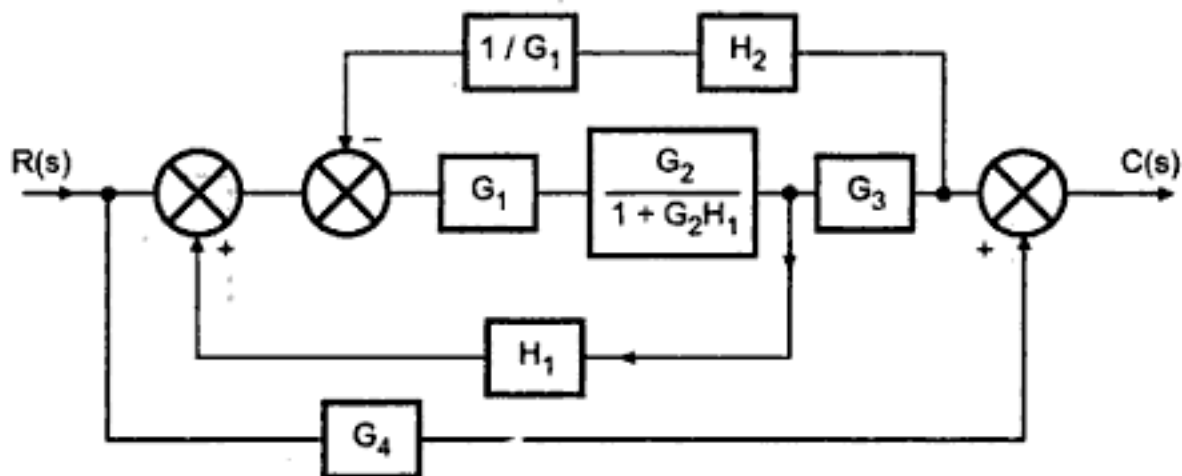 1 / G₁
H₂
−
R(s)
G₁
G₂
1 + G₂H₁
G₃
C(s)
+
+
H₁
G₄